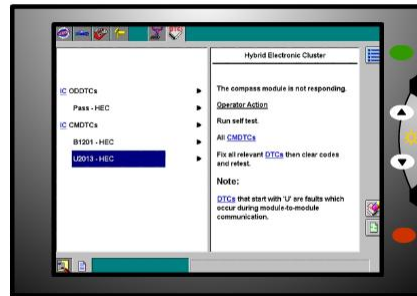 Hybrid Electronic Cluster
IC ODDTCs
Pass - HEC
IC CMDTCs
B1201 - HEC
U2013 - HEC
The compass module is not responding.
Operator Action
Run self test.
All CMDTCs
Fix all relevant DTCs then clear codes
and retest.
Note:
DTCs that start with 'U' are faults which
occur during module-to-module
communication.